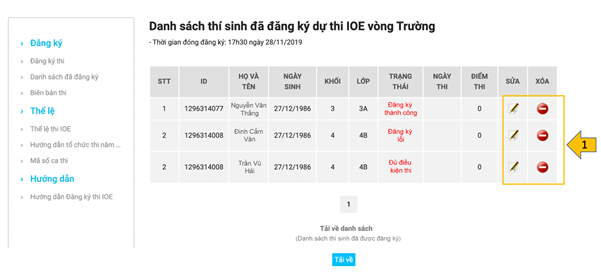 Danh sách thí sinh đã đăng ký dự thi IOE vòng Trường
- Thời gian đóng đăng ký: 17h30 ngày 28/11/2019
Đăng ký
Đăng ký thi
Danh sách đã đăng ký
Biên bản thi
Thể lệ
Thể lệ thi IOE
Hướng dẫn tổ chức thi năm ...
Mã số ca thi
Hướng dẫn
Hướng dẫn Đăng ký thi IOE
STT ID HỌ VÀ TÊN NGÀY SINH KHỐI LỚP TRẠNG THÁI NGÀY THI ĐIỂM THI SỬA XÓA
1 1296314077 Nguyễn Văn Thắng 27/12/1986 3 3A Đăng ký thành công 0
2 1296314008 Đinh Cẩm Vân 27/12/1986 4 4B Đăng ký lỗi 0
2 1296314008 Trần Vũ Hải 27/12/1986 4 4B Đủ điều kiện thi 0
1
1
Tải về danh sách
(Danh sách thí sinh đã được đăng ký)
Tải về